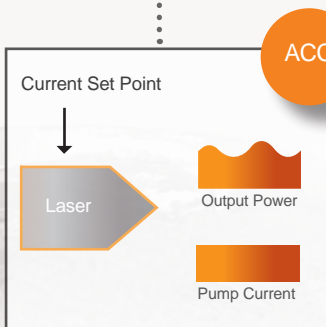 ACC
Current Set Point
Laser
Output Power
Pump Current